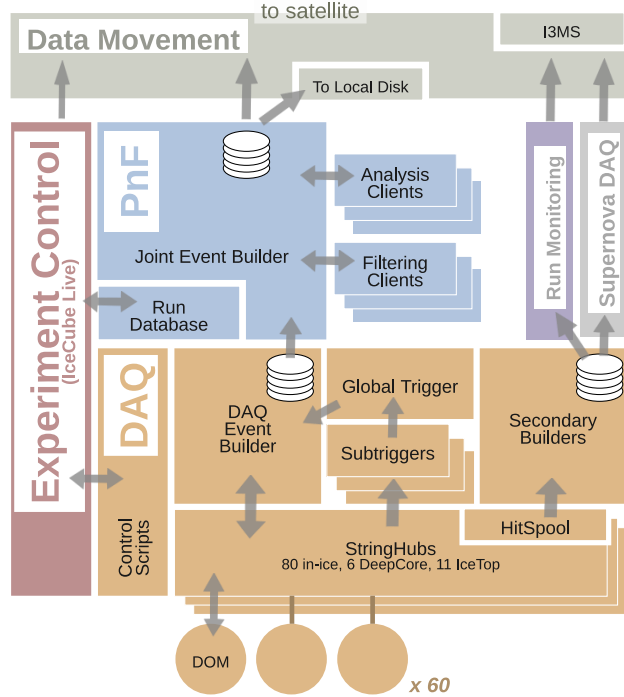 to satellite
Data Movement
I3MS
To Local Disk
Experiment Control
(IceCube Live)
PnF
Analysis
Clients
Joint Event Builder
Filtering
Clients
Run
Database
Run Monitoring
Supernova DAQ
DAQ
Control
Scripts
DAQ
Event
Builder
Global Trigger
Subtriggers
Secondary
Builders
HitSpool
StringHubs
80 in-ice, 6 DeepCore, 11 IceTop
DOM
x 60